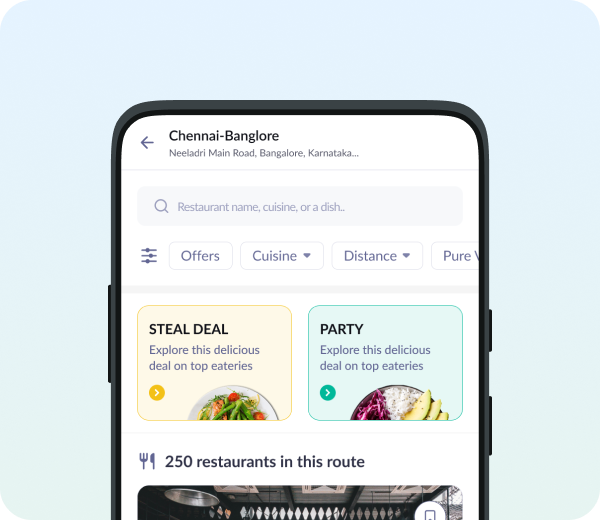 Chennai-Banglore
Neeladri Main Road, Bangalore, Karnataka...
Restaurant name, cuisine, or a dish..
Offers Cuisine Distance Pure
STEAL DEAL
Explore this delicious
deal on top eateries
PARTY
Explore this delicious
deal on top eateries
250 restaurants in this route